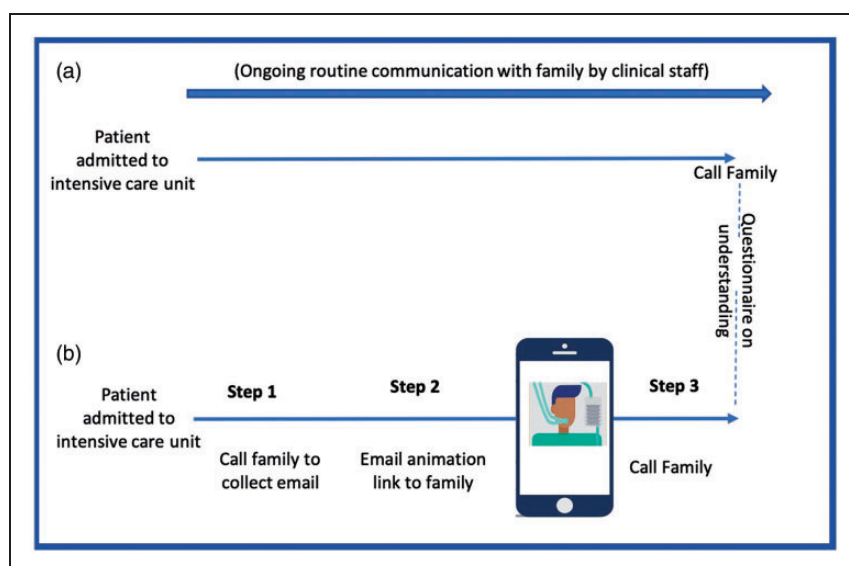 (a)
(Ongoing routine communication with family by clinical staff)
Patient
admitted to
intensive care unit
Call Family
Questionnaire on
understanding
(b)
Patient
admitted to
intensive care unit
Step 1
Step 2
Step 3
Call family to
collect email
Email animation
link to family
Call Family